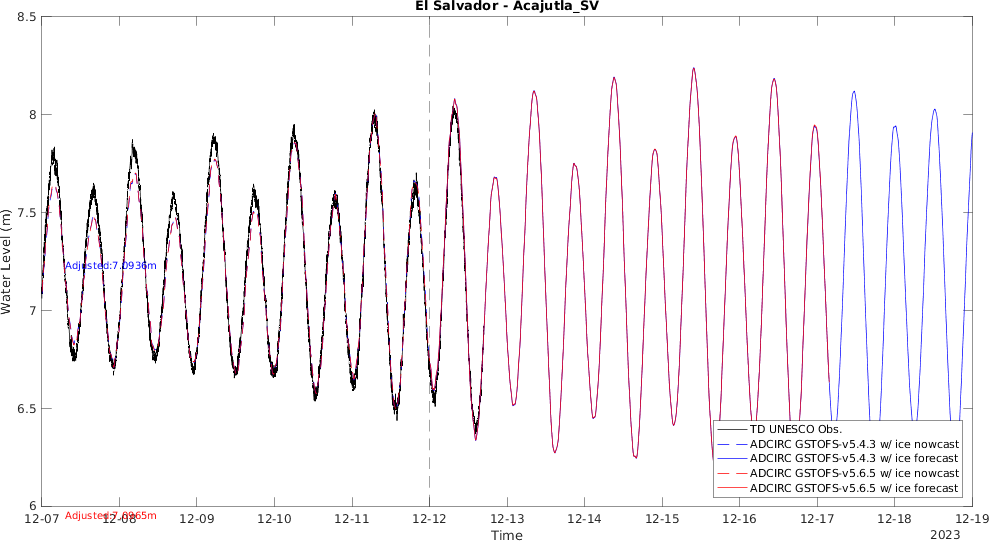 El Salvador - Acajutla_SV
8.5
8
7.5
7
6.5
6
Water Level (m)
Adjusted:7.0936m
Adjusted:7.0965m
TD UNESCO Obs.
ADCIRC GSTOFS-v5.4.3 w/ ice nowcast
ADCIRC GSTOFS-v5.4.3 w/ ice forecast
ADCIRC GSTOFS-v5.6.5 w/ ice nowcast
ADCIRC GSTOFS-v5.6.5 w/ ice forecast
12-07 12-08 12-09 12-10 12-11 12-12 12-13 12-14 12-15 12-16 12-17 12-18 12-19
Time
2023